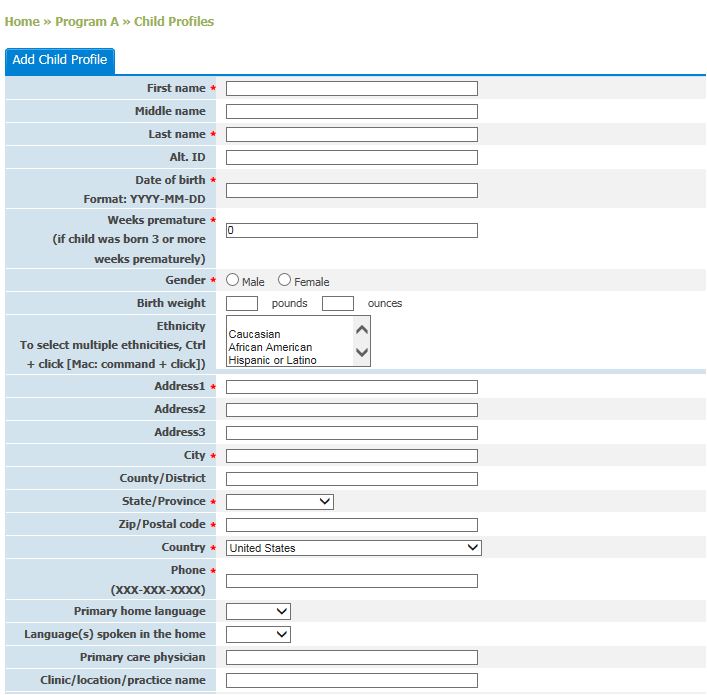 Home » Program A » Child Profiles
Add Child Profile
First name *
Middle name
Last name *
Alt. ID
Date of birth *
Format: YYYY-MM-DD
Weeks premature *
(if child was born 3 or more
weeks prematurely)
0
Gender * Male Female
Birth weight pounds ounces
Ethnicity
To select multiple ethnicities, Ctrl
+ click [Mac: command + click])
Caucasian
African American
Hispanic or Latino
Address1 *
Address2
Address3
City *
County/District
State/Province *
Zip/Postal code *
Country * United States
Phone *
(XXX-XXX-XXXX)
Primary home language
Language(s) spoken in the home
Primary care physician
Clinic/location/practice name